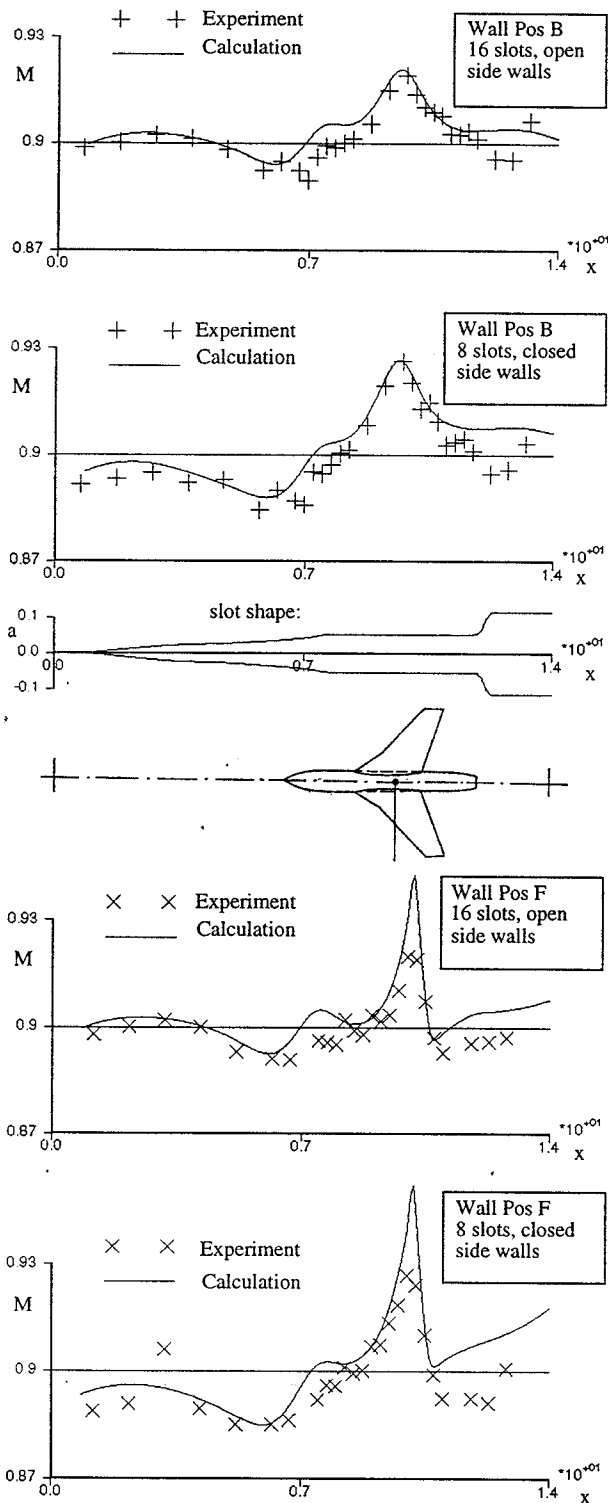 0.93
+ + Experiment
Calculation
Wall Pos B
16 slots, open
side walls
M
0.9
0.87
0.0
0.7
*10+01
x
1.4
+ + Experiment
Calculation
Wall Pos B
8 slots, closed
side walls
0.93
M
0.9
0.87
0.0
0.7
*10+01
x
1.4
slot shape:
0.1
a
0.0
-0.1
0.7
*10+01
x
1.4
× × Experiment
Calculation
Wall Pos F
16 slots, open
side walls
0.93
M
0.9
0.87
0.0
0.7
*10+01
x
1.4
× × Experiment
Calculation
Wall Pos F
8 slots, closed
side walls
0.93
M
0.9
0.87
0.0
0.7
*10+01
x
1.4